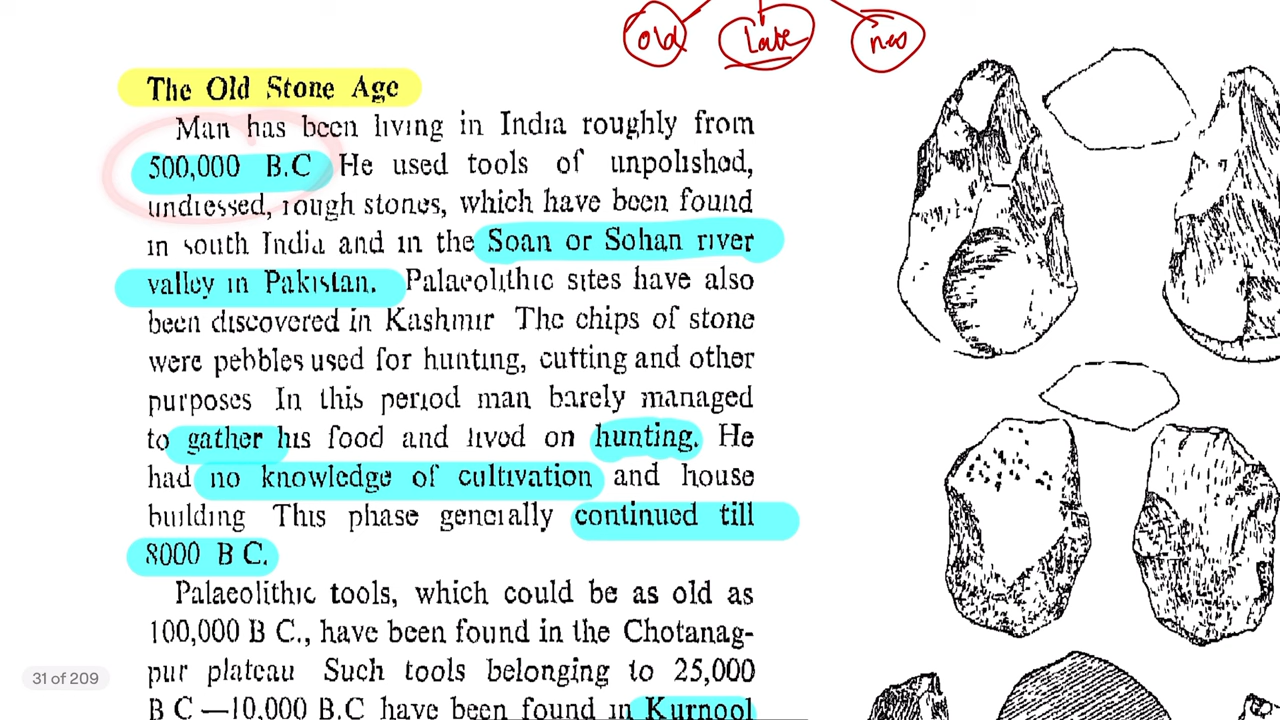 old Late neo
The Old Stone Age
Man has been living in India roughly from
500,000 B.C He used tools of unpolished,
undressed, rough stones, which have been found
in south India and in the Soan or Sohan river
valley in Pakistan. Palaeolithic sites have also
been discovered in Kashmir The chips of stone
were pebbles used for hunting, cutting and other
purposes In this period man barely managed
to gather his food and lived on hunting. He
had no knowledge of cultivation and house
building This phase generally continued till
8000 B C.
Palaeolithic tools, which could be as old as
100,000 B C., have been found in the Chotanag-
pur plateau Such tools belonging to 25,000
B C—10,000 B.C have been found in Kurnool
31 of 209